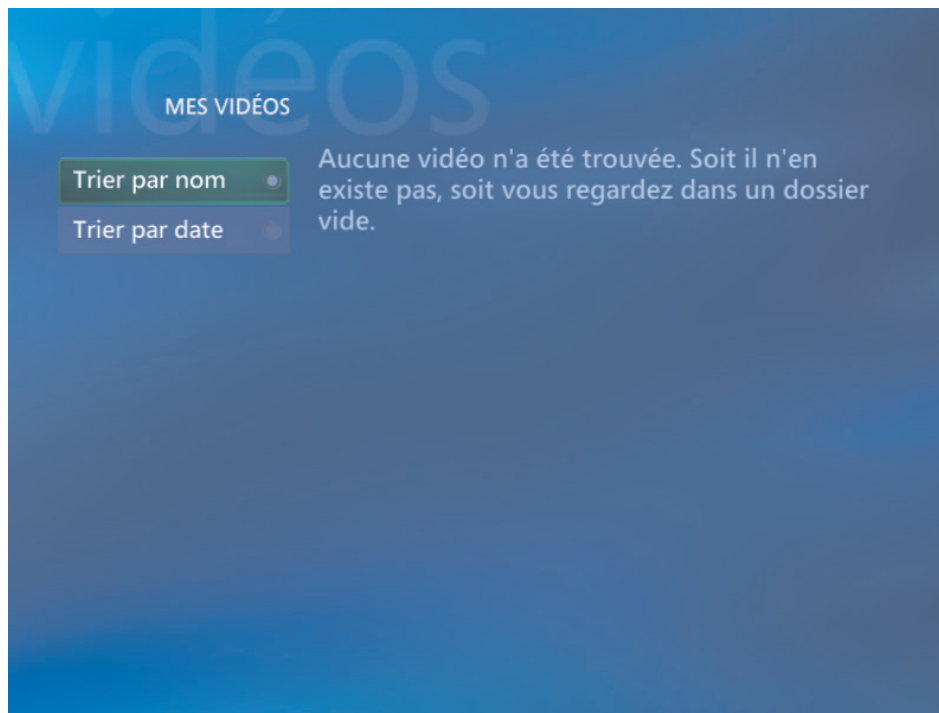 vidéos
MES VIDÉOS
Trier par nom
Trier par date
Aucune vidéo n'a été trouvée. Soit il n'en
existe pas, soit vous regardez dans un dossier
vide.